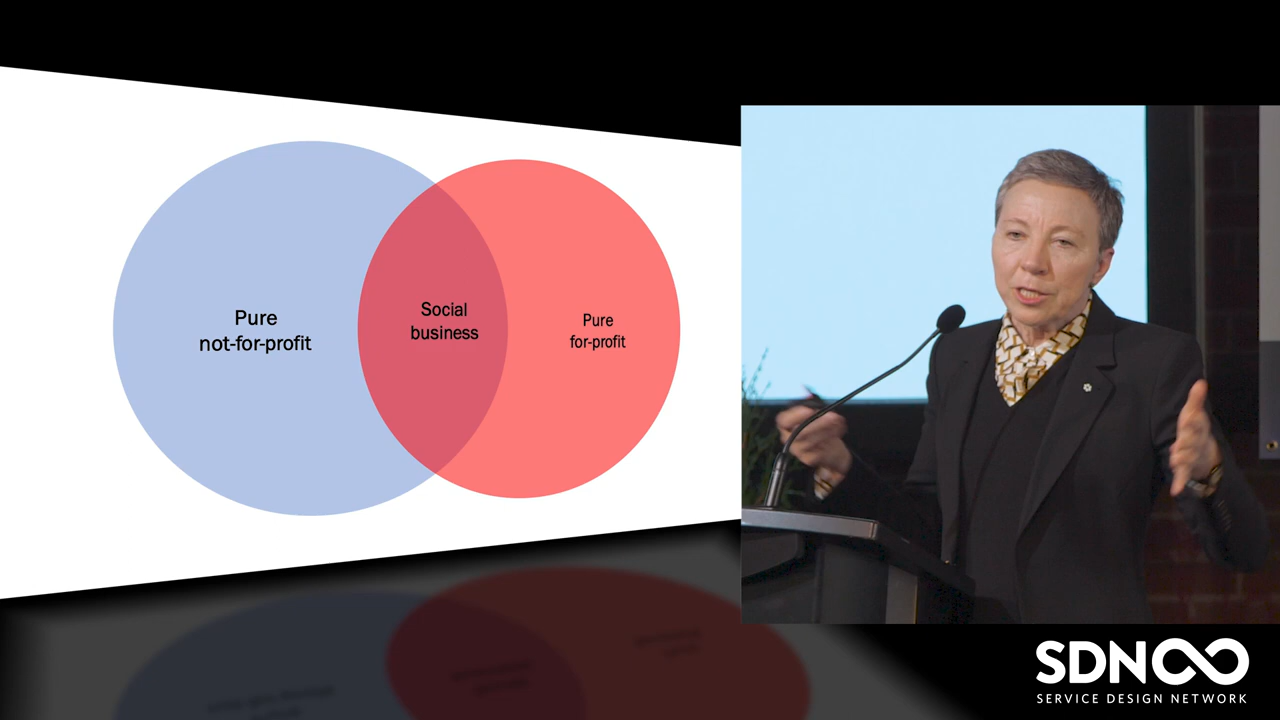 Pure
not-for-profit
Social
business
Pure
for-profit
SDN
SERVICE DESIGN NETWORK